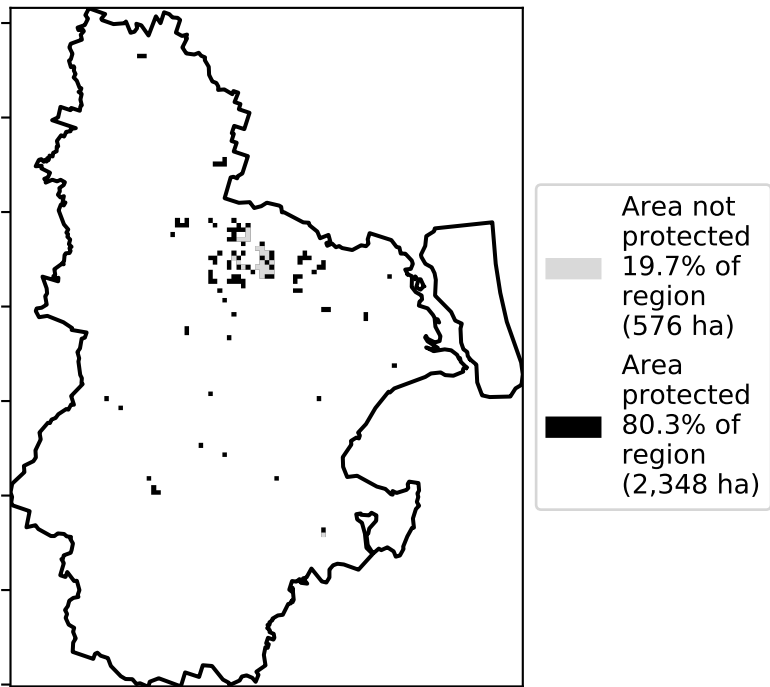 Area not
protected
19.7% of
region
(576 ha)
Area
protected
80.3% of
region
(2,348 ha)